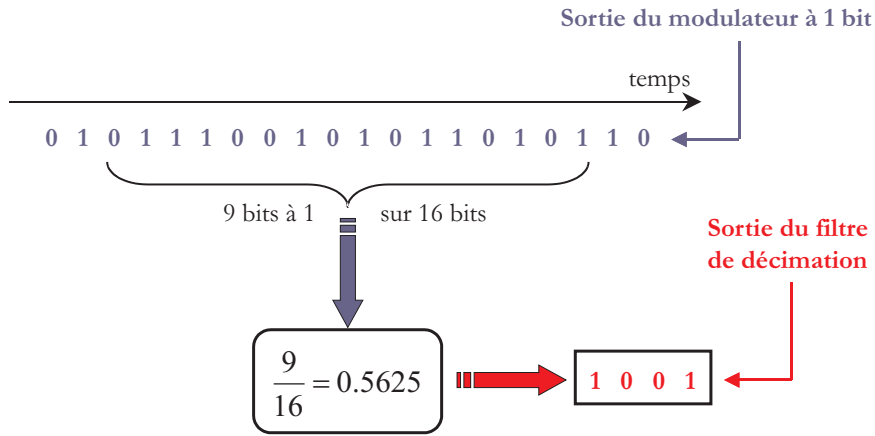 Sortie du modulateur à 1 bit
temps
0 1 0 1 1 1 0 0 1 0 1 0 1 1 0 1 0 1 1 0
9 bits à 1 sur 16 bits
Sortie du filtre
de décimation
9/16 = 0.5625
1 0 0 1